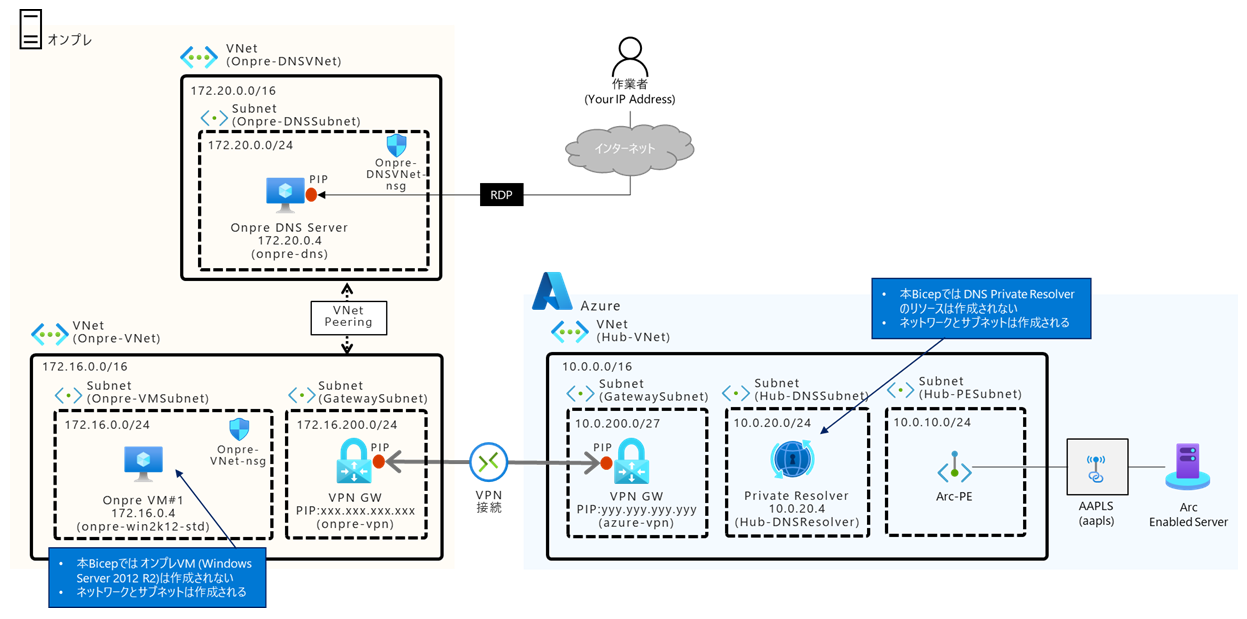 オンプレ
VNet
(Onpre-DNSVNet)
172.20.0.0/16
Subnet
(Onpre-DNSSubnet)
172.20.0.0/24
Onpre-
DNSVNet-
nsg
PIP
Onpre DNS Server
172.20.0.4
(onpre-dns)
作業者
(Your IP Address)
インターネット
RDP
VNet
Peering
VNet
(Onpre-VNet)
172.16.0.0/16
Subnet
(Onpre-VMSubnet)
172.16.0.0/24
Onpre-
VNet-nsg
Onpre VM#1
172.16.0.4
(onpre-win2k12-std)
Subnet
(GatewaySubnet)
172.16.200.0/24
PIP
VPN GW
PIP:xxx.xxx.xxx.xxx
(onpre-vpn)
• 本Bicepでは オンプレVM (Windows
Server 2012 R2)は作成されない
• ネットワークとサブネットは作成される
VPN
接続
Azure
VNet
(Hub-VNet)
10.0.0.0/16
Subnet
(GatewaySubnet)
10.0.200.0/27
PIP
VPN GW
PIP:yyy.yyy.yyy.yyy
(azure-vpn)
Subnet
(Hub-DNSSubnet)
10.0.20.0/24
Private Resolver
10.0.20.4
(Hub-DNSResolver)
• 本Bicepでは DNS Private Resolver
のリソースは作成されない
• ネットワークとサブネットは作成される
Subnet
(Hub-PESubnet)
10.0.10.0/24
Arc-PE
AAPLS
(aapls)
Arc
Enabled Server